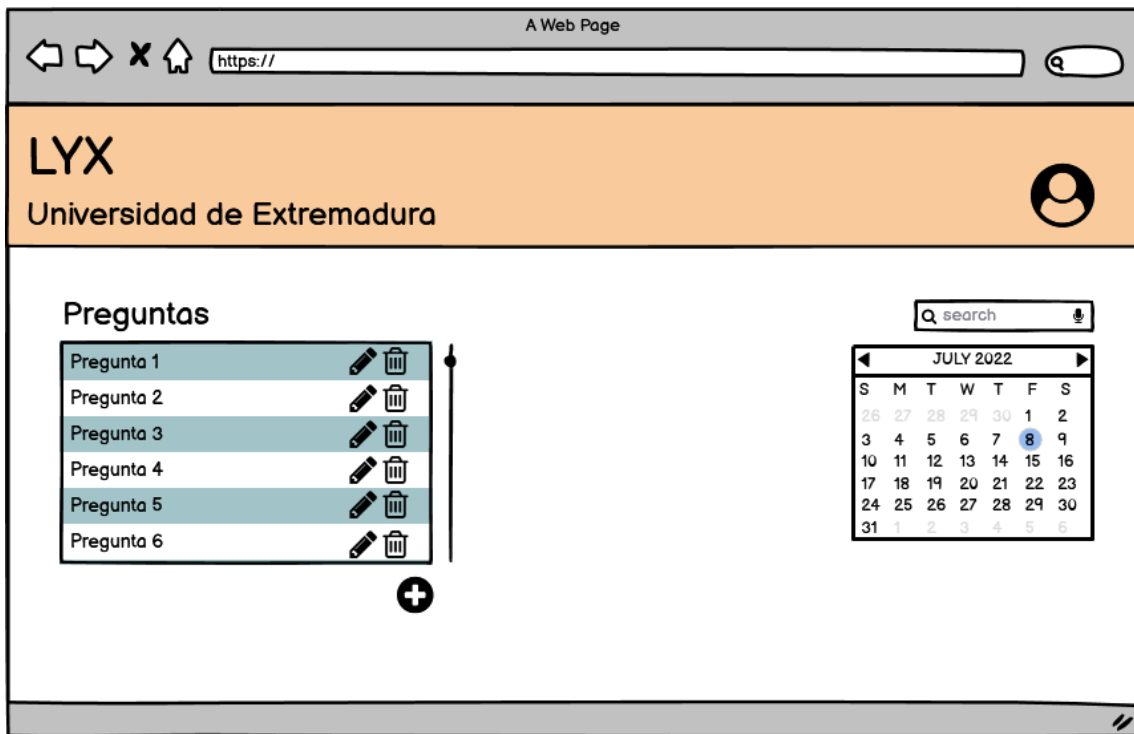 A Web Page
https://
LYX
Universidad de Extremadura
Preguntas
Pregunta 1
Pregunta 2
Pregunta 3
Pregunta 4
Pregunta 5
Pregunta 6
search
JULY 2022
S M T W T F S
26 27 28 29 30 1 2
3 4 5 6 7 8 9
10 11 12 13 14 15 16
17 18 19 20 21 22 23
24 25 26 27 28 29 30
31 1 2 3 4 5 6